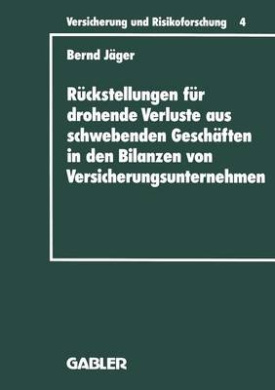 Versicherung und Risikoforschung 4
Bernd Jäger
Rückstellungen für
drohende Verluste aus
schwebenden Geschäften
in den Bilanzen von
Versicherungsunternehmen
GABLER